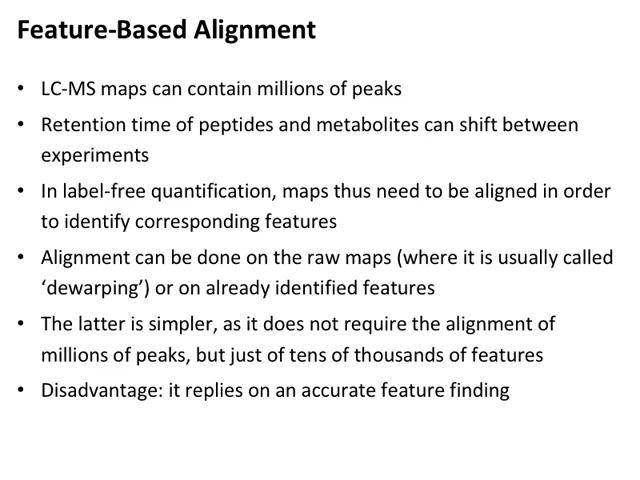 Feature-Based Alignment
• LC-MS maps can contain millions of peaks
• Retention time of peptides and metabolites can shift between
experiments
• In label-free quantification, maps thus need to be aligned in order
to identify corresponding features
• Alignment can be done on the raw maps (where it is usually called
‘dewarping’) or on already identified features
• The latter is simpler, as it does not require the alignment of
millions of peaks, but just of tens of thousands of features
• Disadvantage: it replies on an accurate feature finding